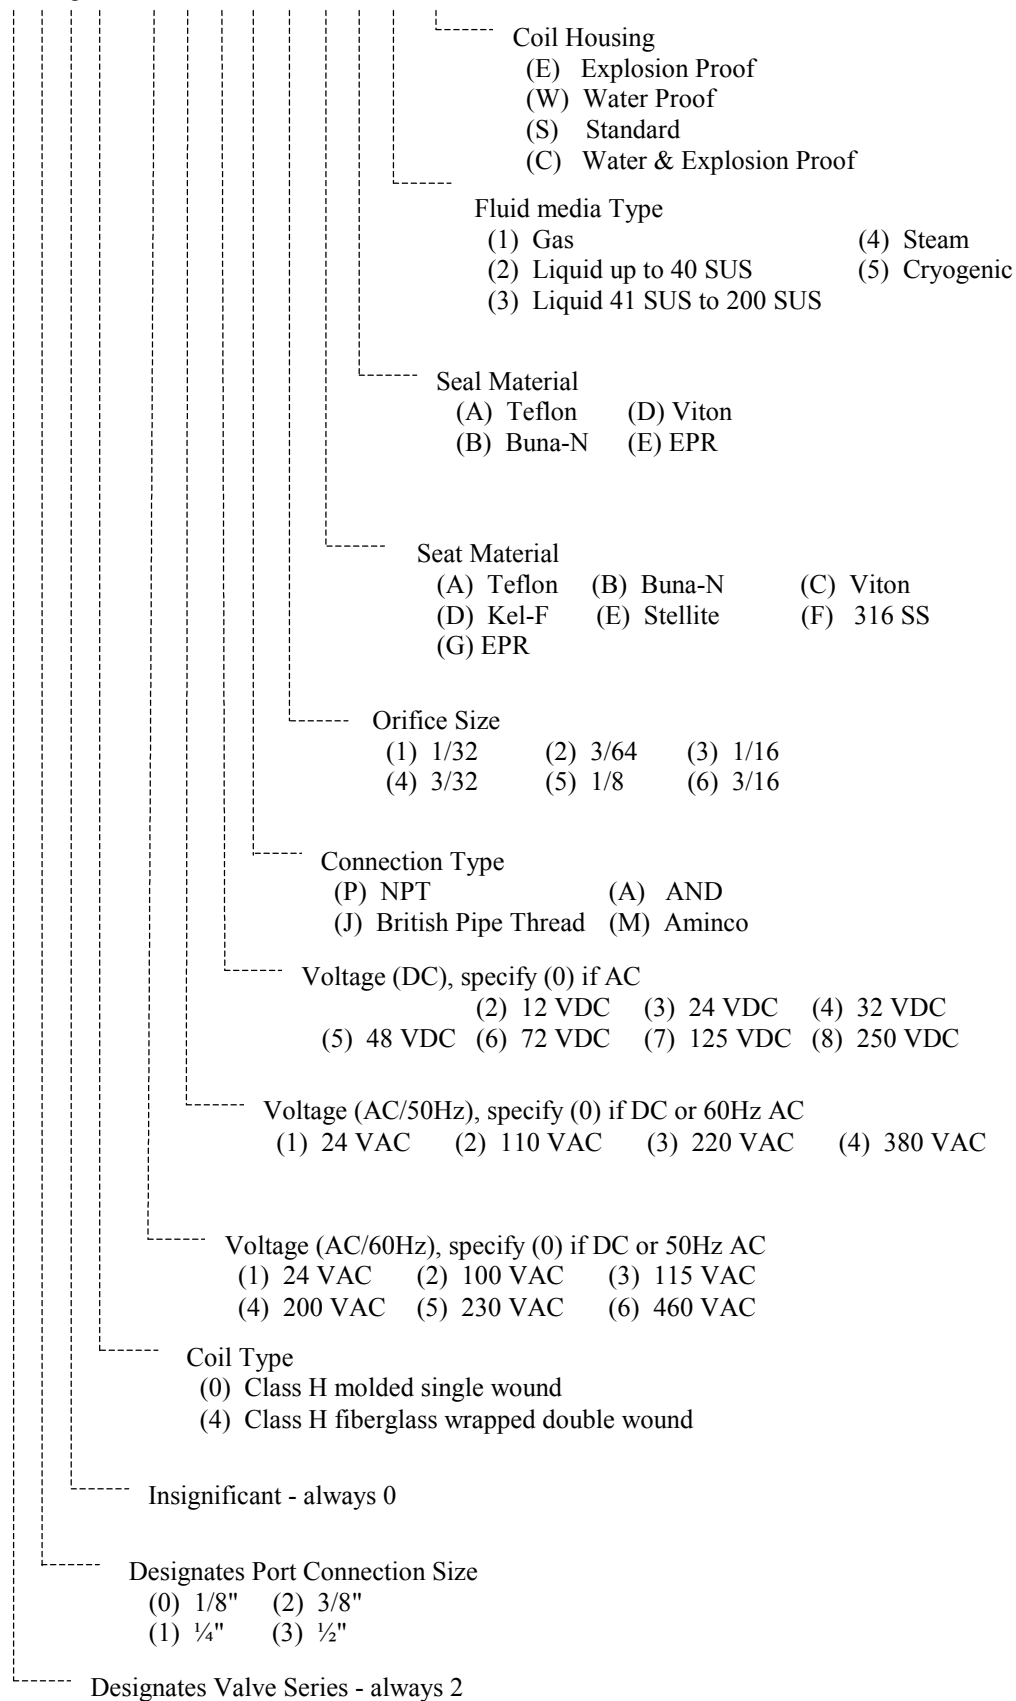 Coil Housing
(E) Explosion Proof
(W) Water Proof
(S) Standard
(C) Water & Explosion Proof
Fluid media Type
(1) Gas (4) Steam
(2) Liquid up to 40 SUS (5) Cryogenic
(3) Liquid 41 SUS to 200 SUS
Seal Material
(A) Teflon (D) Viton
(B) Buna-N (E) EPR
Seat Material
(A) Teflon (B) Buna-N (C) Viton
(D) Kel-F (E) Stellite (F) 316 SS
(G) EPR
Orifice Size
(1) 1/32 (2) 3/64 (3) 1/16
(4) 3/32 (5) 1/8 (6) 3/16
Connection Type
(P) NPT (A) AND
(J) British Pipe Thread (M) Aminco
Voltage (DC), specify (0) if AC
(2) 12 VDC (3) 24 VDC (4) 32 VDC
(5) 48 VDC (6) 72 VDC (7) 125 VDC (8) 250 VDC
Voltage (AC/50Hz), specify (0) if DC or 60Hz AC
(1) 24 VAC (2) 110 VAC (3) 220 VAC (4) 380 VAC
Voltage (AC/60Hz), specify (0) if DC or 50Hz AC
(1) 24 VAC (2) 100 VAC (3) 115 VAC
(4) 200 VAC (5) 230 VAC (6) 460 VAC
Coil Type
(0) Class H molded single wound
(4) Class H fiberglass wrapped double wound
Insignificant - always 0
Designates Port Connection Size
(0) 1/8" (2) 3/8"
(1) ¼" (3) ½"
Designates Valve Series - always 2